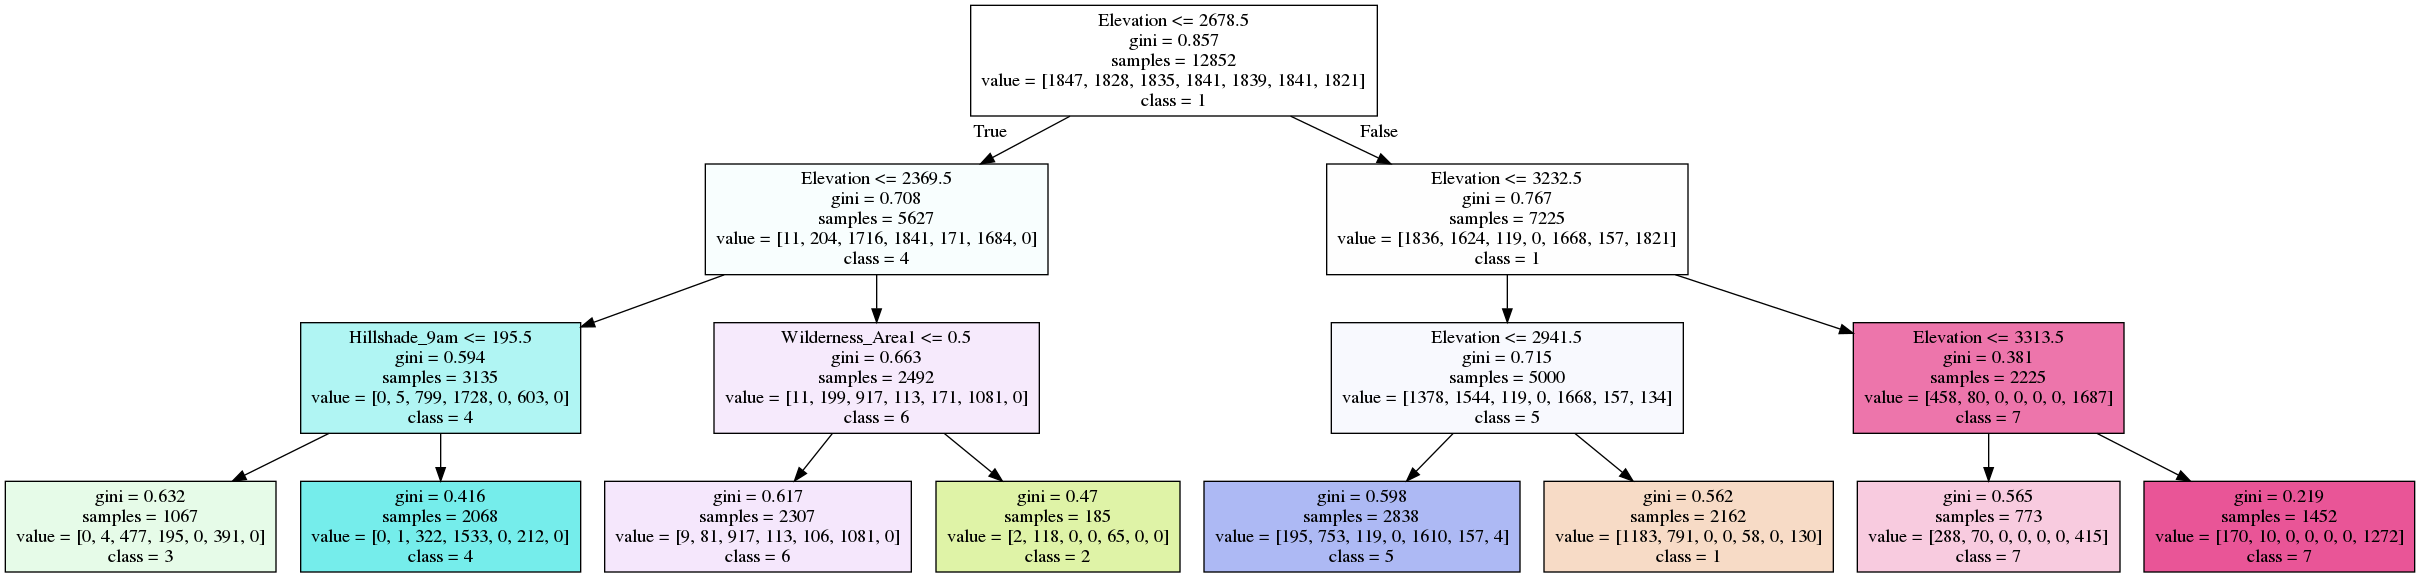 Elevation <= 2678.5
gini = 0.857
samples = 12852
value = [1847, 1828, 1835, 1841, 1839, 1841, 1821]
class = 1
True
False
Elevation <= 2369.5
gini = 0.708
samples = 5627
value = [11, 204, 1716, 1841, 171, 1684, 0]
class = 4
Elevation <= 3232.5
gini = 0.767
samples = 7225
value = [1836, 1624, 119, 0, 1668, 157, 1821]
class = 1
Hillshade_9am <= 195.5
gini = 0.594
samples = 3135
value = [0, 5, 799, 1728, 0, 603, 0]
class = 4
Wilderness_Area1 <= 0.5
gini = 0.663
samples = 2492
value = [11, 199, 917, 113, 171, 1081, 0]
class = 6
Elevation <= 2941.5
gini = 0.715
samples = 5000
value = [1378, 1544, 119, 0, 1668, 157, 134]
class = 5
Elevation <= 3313.5
gini = 0.381
samples = 2225
value = [458, 80, 0, 0, 0, 0, 1687]
class = 7
gini = 0.632
samples = 1067
value = [0, 4, 477, 195, 0, 391, 0]
class = 3
gini = 0.416
samples = 2068
value = [0, 1, 322, 1533, 0, 212, 0]
class = 4
gini = 0.617
samples = 2307
value = [9, 81, 917, 113, 106, 1081, 0]
class = 6
gini = 0.47
samples = 185
value = [2, 118, 0, 0, 65, 0, 0]
class = 2
gini = 0.598
samples = 2838
value = [195, 753, 119, 0, 1610, 157, 4]
class = 5
gini = 0.562
samples = 2162
value = [1183, 791, 0, 0, 58, 0, 130]
class = 1
gini = 0.565
samples = 773
value = [288, 70, 0, 0, 0, 0, 415]
class = 7
gini = 0.219
samples = 1452
value = [170, 10, 0, 0, 0, 0, 1272]
class = 7